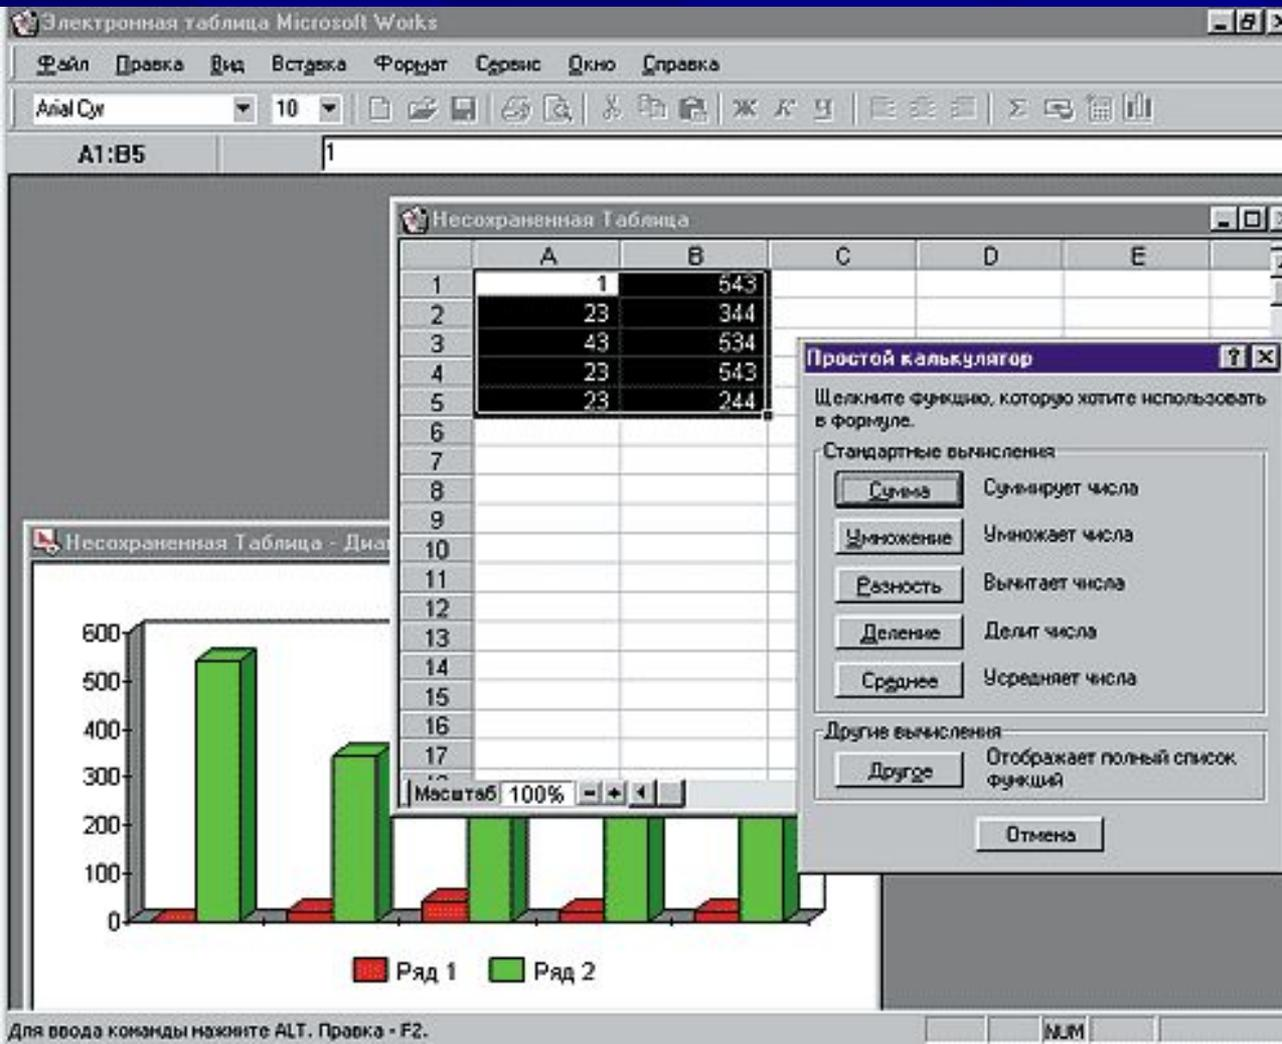 Электронная таблица Microsoft Works
Файл Правка Вид Вставка Формат Сервис Окно Справка
Arial Cyr 10 Ж К Ч Σ
A1:B5 1
Несохраненная Таблица
A B C D E
1 1 543
2 23 344
3 43 534
4 23 543
5 23 244
6
7
8
9
10
11
12
13
14
15
16
17
Масштаб 100%
Простой калькулятор
Щелкните функцию, которую хотите использовать
в формуле.
Стандартные вычисления
Сумма Суммирует числа
Умножение Умножает числа
Разность Вычитает числа
Деление Делит числа
Среднее Усредняет числа
Другие вычисления
Другое Отображает полный список
функций
Отмена
Несохраненная Таблица -
600
500
400
300
200
100
0
Ряд 1 Ряд 2
Для ввода команды нажмите ALT. Правка - F2.
NUM